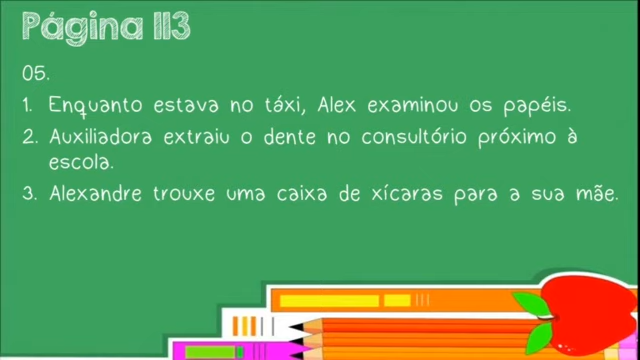 Página 113
05.
1. Enquanto estava no táxi, Alex examinou os papéis.
2. Auxiliadora extraiu o dente no consultório próximo à
escola.
3. Alexandre trouxe uma caixa de xícaras para a sua mãe.